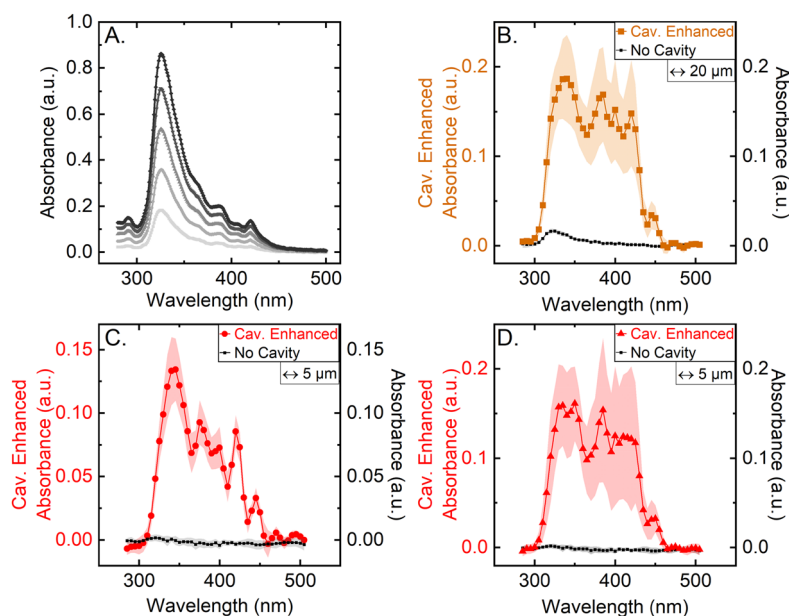 A.
Absorbance (a.u.)
1.0
0.8
0.6
0.4
0.2
0.0
300 350 400 450 500
Wavelength (nm)
B.
Cav. Enhanced
No Cavity
↔ 20 µm
Cav. Enhanced
Absorbance (a.u.)
0.2
0.1
0.0
0.2
0.1
0.0
Absorbance
(a.u.)
300 400 500
Wavelength (nm)
C.
Cav. Enhanced
No Cavity
↔ 5 µm
Cav. Enhanced
Absorbance (a.u.)
0.15
0.10
0.05
0.00
0.15
0.10
0.05
0.00
Absorbance
(a.u.)
300 400 500
Wavelength (nm)
D.
Cav. Enhanced
No Cavity
↔ 5 µm
Cav. Enhanced
Absorbance (a.u.)
0.2
0.1
0.0
0.2
0.1
0.0
Absorbance
(a.u.)
300 400 500
Wavelength (nm)